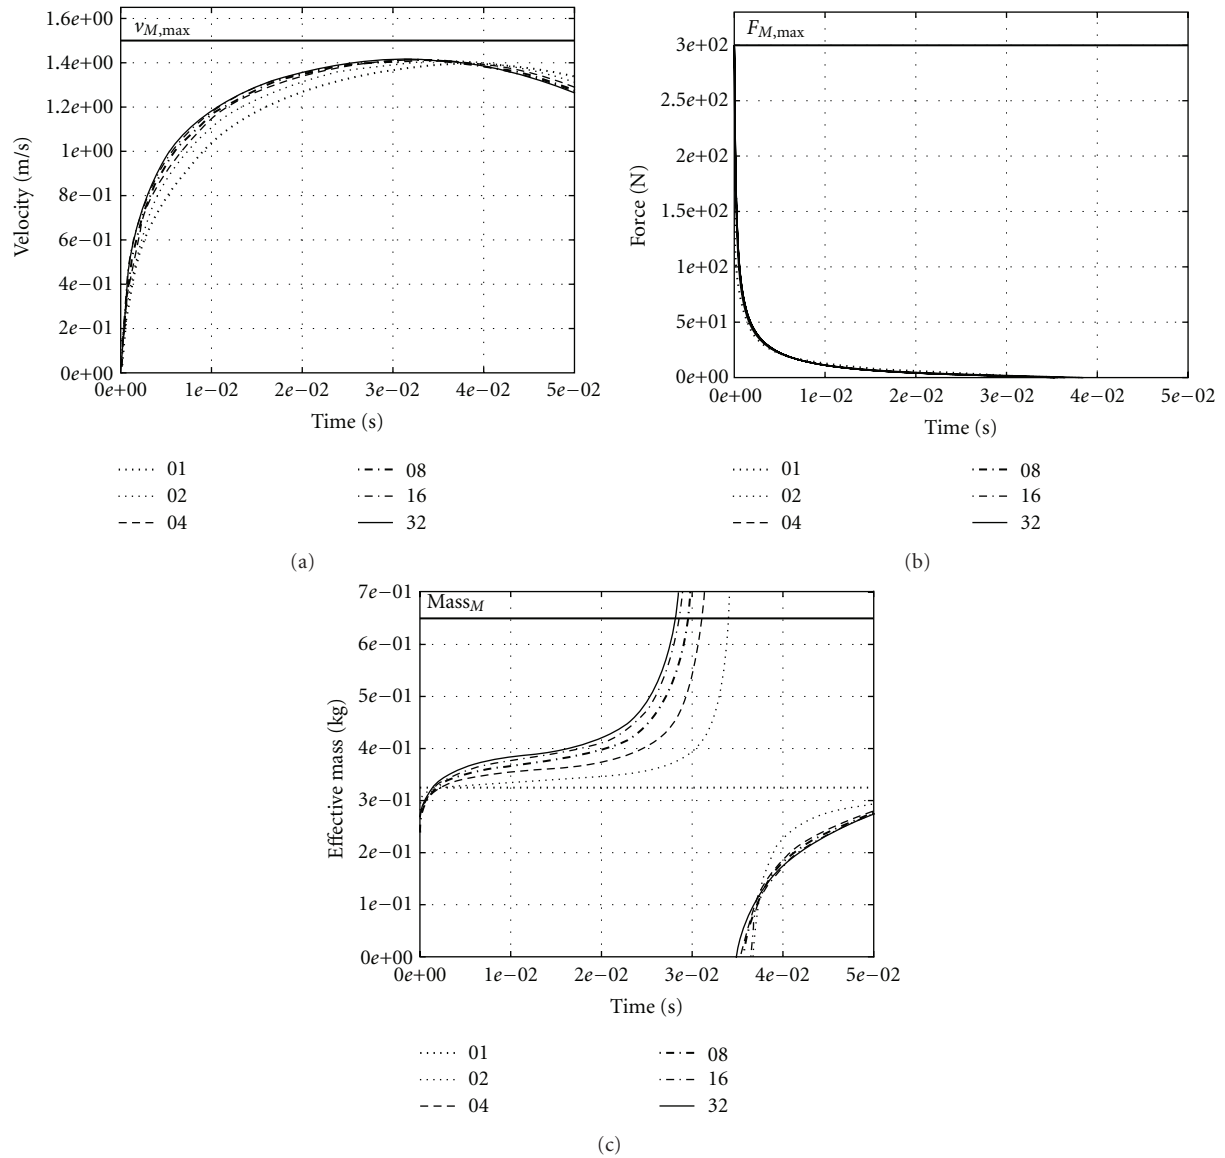 (a)
1.6e+00
1.4e+00
1.2e+00
1e+00
8e−01
6e−01
4e−01
2e−01
0e+00
v_M,max
Velocity (m/s)
0e+00 1e−02 2e−02 3e−02 4e−02 5e−02
Time (s)
01 08
02 16
04 32
(a)
(b)
3e+02
2.5e+02
2e+02
1.5e+02
1e+02
5e+01
0e+00
F_M,max
Force (N)
0e+00 1e−02 2e−02 3e−02 4e−02 5e−02
Time (s)
01 08
02 16
04 32
(b)
7e−01
6e−01
5e−01
4e−01
3e−01
2e−01
1e−01
0e+00
Mass_M
Effective mass (kg)
0e+00 1e−02 2e−02 3e−02 4e−02 5e−02
Time (s)
01 08
02 16
04 32
(c)